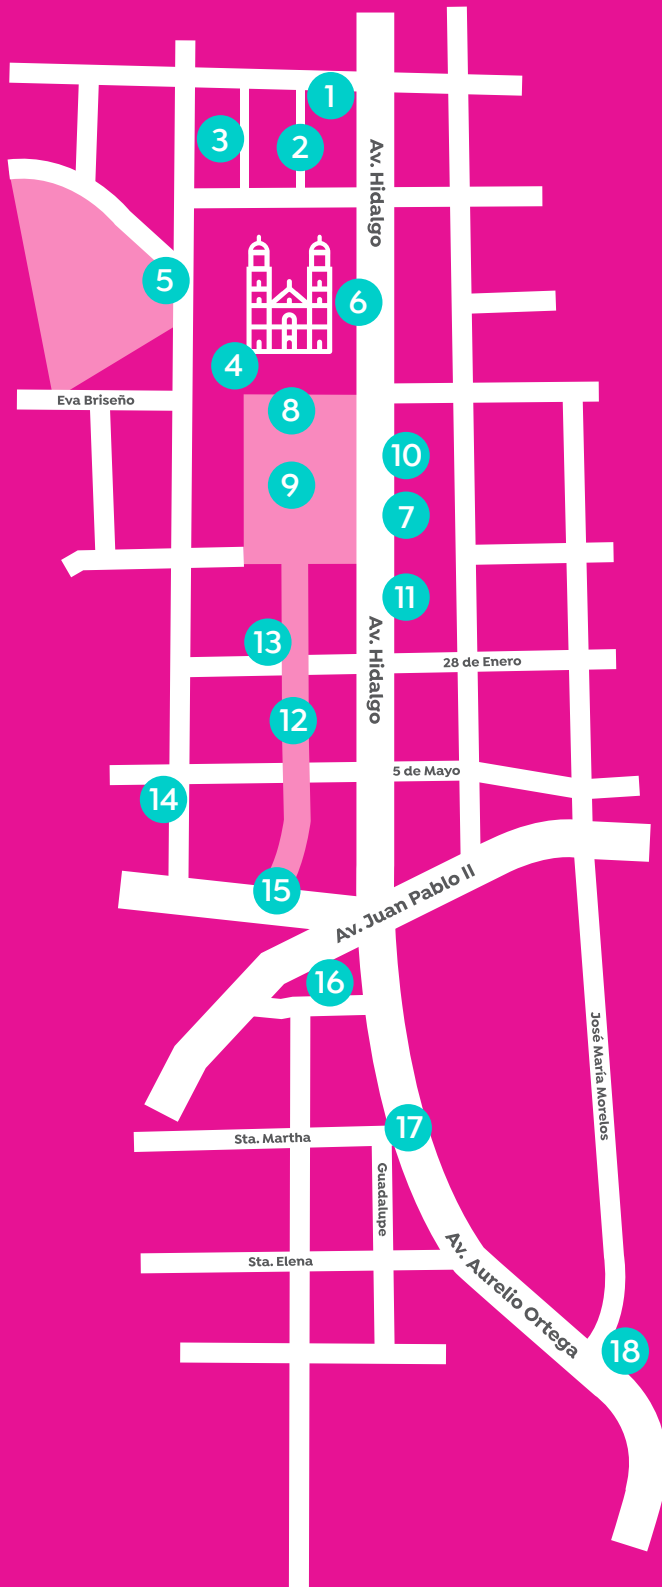 1
3
2
Av. Hidalgo
5
6
4
Eva Briseño
8
10
9
7
11
Av. Hidalgo
13
28 de Enero
12
5 de Mayo
14
Av. Juan Pablo II
15
16
José María Morelos
17
Sta. Martha
Guadalupe
Av. Aurelio Ortega
Sta. Elena
18